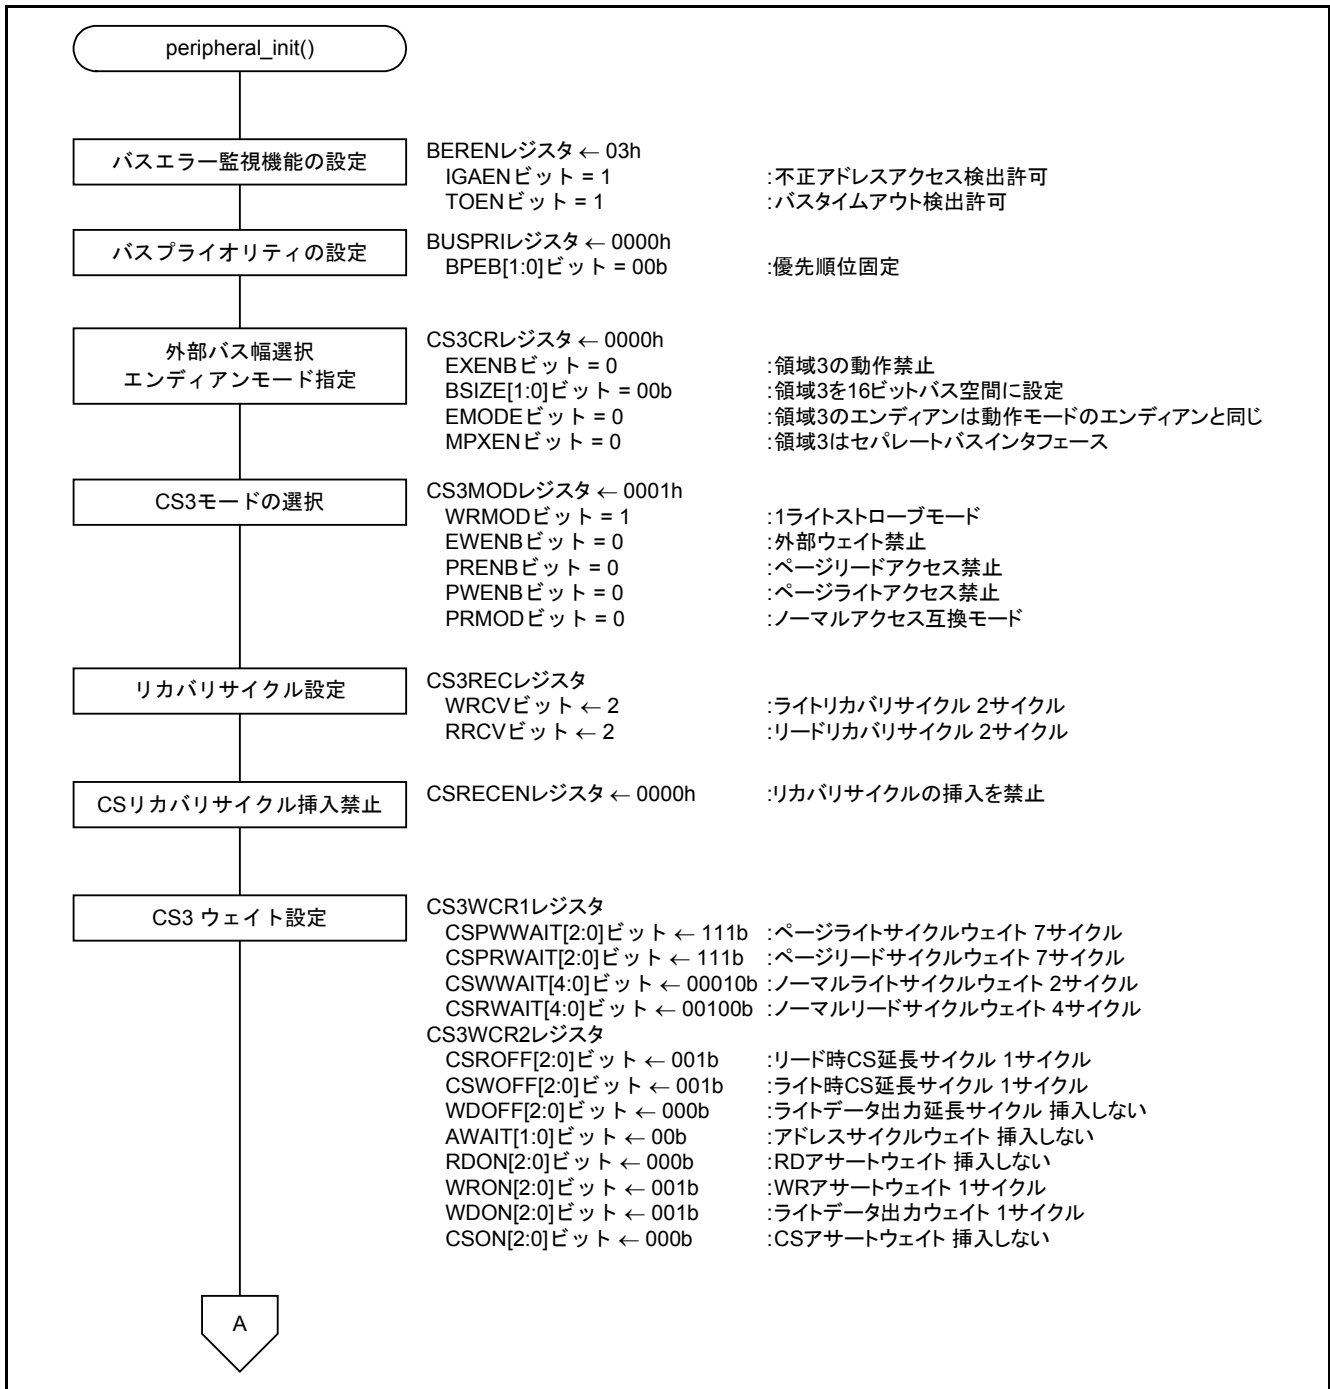 peripheral_init()
バスエラー監視機能の設定
BERENレジスタ ← 03h
IGAENビット = 1 :不正アドレスアクセス検出許可
TOENビット = 1 :バスタイムアウト検出許可
バスプライオリティの設定
BUSPRIレジスタ ← 0000h
BPEB[1:0]ビット = 00b :優先順位固定
外部バス幅選択
エンディアンモード指定
CS3CRレジスタ ← 0000h
EXENBビット = 0 :領域3の動作禁止
BSIZE[1:0]ビット = 00b :領域3を16ビットバス空間に設定
EMODEビット = 0 :領域3のエンディアンは動作モードのエンディアンと同じ
MPXENビット = 0 :領域3はセパレートバスインタフェース
CS3モードの選択
CS3MODレジスタ ← 0001h
WRMODビット = 1 :1ライトストローブモード
EWENBビット = 0 :外部ウェイト禁止
PRENBビット = 0 :ページリードアクセス禁止
PWENBビット = 0 :ページライトアクセス禁止
PRMODビット = 0 :ノーマルアクセス互換モード
リカバリサイクル設定
CS3RECレジスタ
WRCVビット ← 2 :ライトリカバリサイクル 2サイクル
RRCVビット ← 2 :リードリカバリサイクル 2サイクル
CSリカバリサイクル挿入禁止
CSRECENレジスタ ← 0000h :リカバリサイクルの挿入を禁止
CS3 ウェイト設定
CS3WCR1レジスタ
CSPWWAIT[2:0]ビット ← 111b :ページライトサイクルウェイト 7サイクル
CSPRWAIT[2:0]ビット ← 111b :ページリードサイクルウェイト 7サイクル
CSWWAIT[4:0]ビット ← 00010b :ノーマルライトサイクルウェイト 2サイクル
CSRWAIT[4:0]ビット ← 00100b :ノーマルリードサイクルウェイト 4サイクル
CS3WCR2レジスタ
CSROFF[2:0]ビット ← 001b :リード時CS延長サイクル 1サイクル
CSWOFF[2:0]ビット ← 001b :ライト時CS延長サイクル 1サイクル
WDOFF[2:0]ビット ← 000b :ライトデータ出力延長サイクル 挿入しない
AWAIT[1:0]ビット ← 00b :アドレスサイクルウェイト 挿入しない
RDON[2:0]ビット ← 000b :RDアサートウェイト 挿入しない
WRON[2:0]ビット ← 001b :WRアサートウェイト 1サイクル
WDON[2:0]ビット ← 001b :ライトデータ出力ウェイト 1サイクル
CSON[2:0]ビット ← 000b :CSアサートウェイト 挿入しない
A